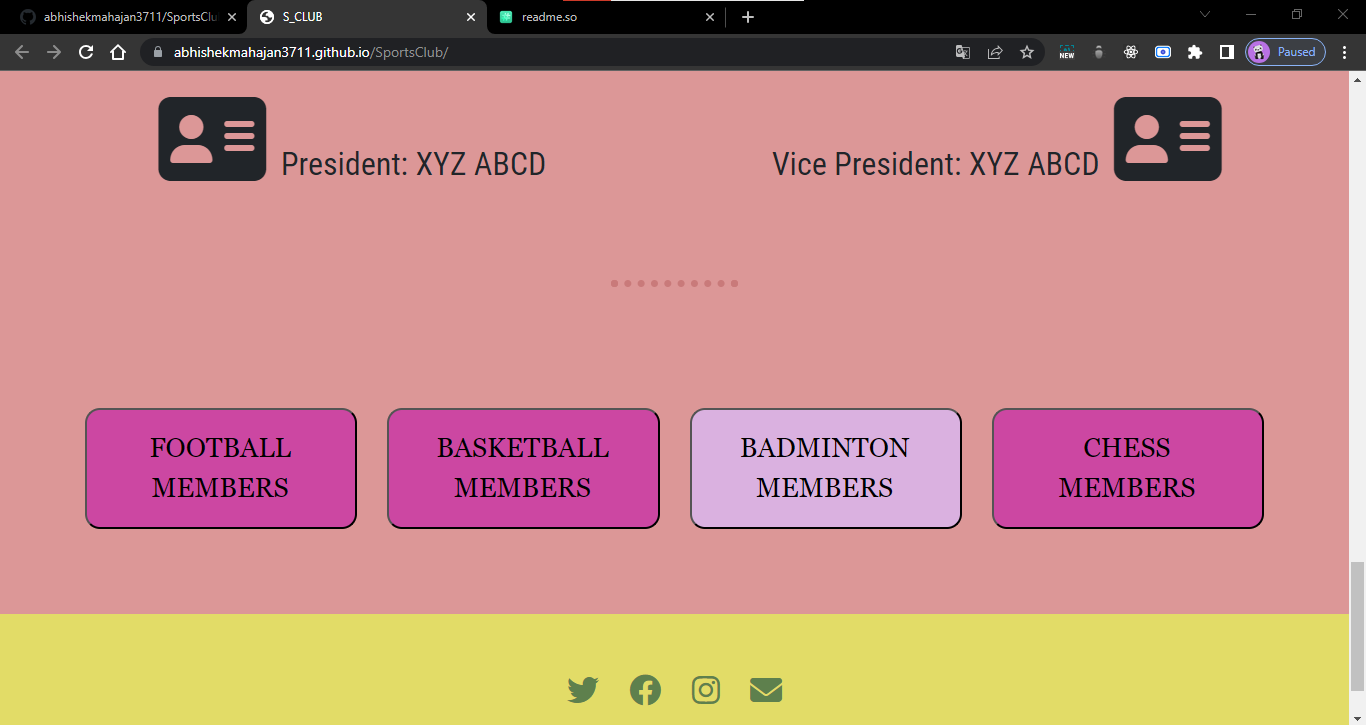 abhishekmahajan3711/SportsClu
S_CLUB
readme.so
abhishekmahajan3711.github.io/SportsClub/
NEW
Paused
President: XYZ ABCD
Vice President: XYZ ABCD
FOOTBALL
MEMBERS
BASKETBALL
MEMBERS
BADMINTON
MEMBERS
CHESS
MEMBERS